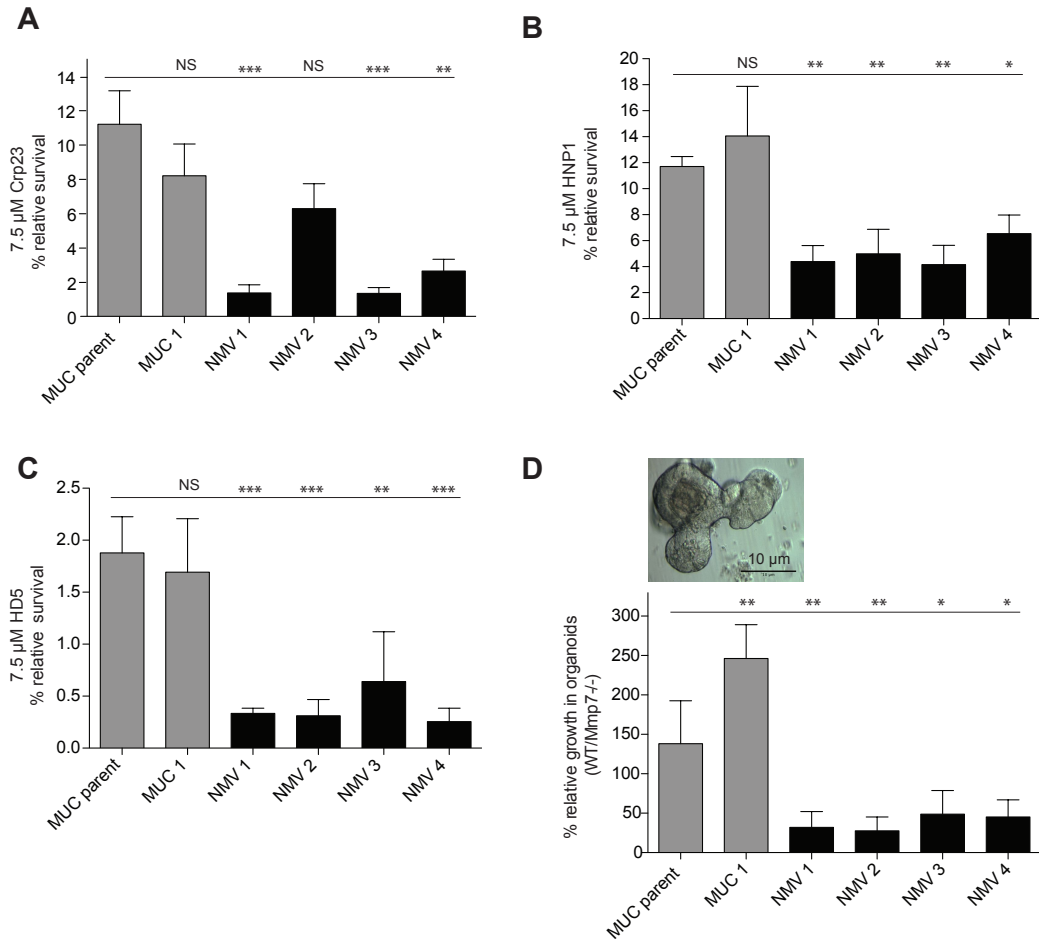 A
7.5 µM Crp23
% relative survival
NS *** NS *** **
14
12
10
8
6
4
2
0
MUC parent
MUC 1
NMV 1
NMV 2
NMV 3
NMV 4
B
7.5 µM HNP1
% relative survival
NS ** ** ** *
20
18
16
14
12
10
8
6
4
2
0
MUC parent
MUC 1
NMV 1
NMV 2
NMV 3
NMV 4
C
7.5 µM HD5
% relative survival
NS *** *** ** ***
2.5
2.0
1.5
1.0
0.5
0.0
MUC parent
MUC 1
NMV 1
NMV 2
NMV 3
NMV 4
D
10 µm
% relative growth in organoids
(WT/Mmp7-/-)
** ** ** * *
300
250
200
150
100
50
0
MUC parent
MUC 1
NMV 1
NMV 2
NMV 3
NMV 4